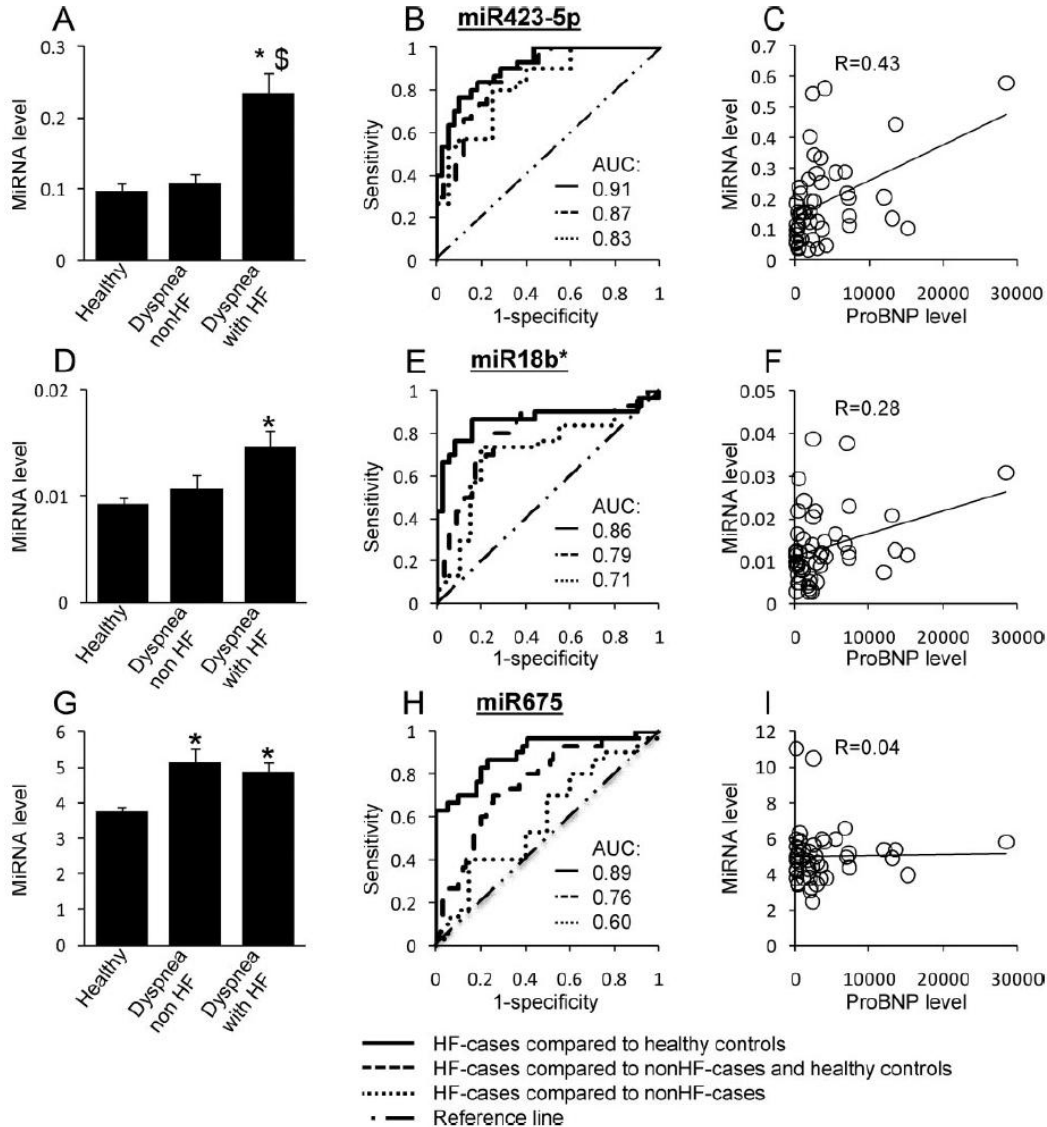 A
MiRNA level
0.3
0.2
0.1
0
* $
Healthy
Dyspnea
nonHF
Dyspnea
with HF
B
miR423-5p
Sensitivity
1
0.8
0.6
0.4
0.2
0
AUC:
0.91
0.87
0.83
0 0.2 0.4 0.6 0.8 1
1-specificity
C
MiRNA level
0.7
0.6
0.5
0.4
0.3
0.2
0.1
0
R=0.43
0 10000 20000 30000
ProBNP level
D
MiRNA level
0.02
0.01
0
*
Healthy
Dyspnea
non HF
Dyspnea
with HF
E
miR18b*
Sensitivity
1
0.8
0.6
0.4
0.2
0
AUC:
0.86
0.79
0.71
0 0.2 0.4 0.6 0.8 1
1-specificity
F
MiRNA level
0.05
0.04
0.03
0.02
0.01
0
R=0.28
0 10000 20000 30000
ProBNP level
G
MiRNA level
6
5
4
3
2
1
0
*
*
Healthy
Dyspnea
non HF
Dyspnea
with HF
H
miR675
Sensitivity
1
0.8
0.6
0.4
0.2
0
AUC:
0.89
0.76
0.60
0 0.2 0.4 0.6 0.8 1
1-specificity
I
MiRNA level
12
10
8
6
4
2
0
R=0.04
0 10000 20000 30000
ProBNP level
HF-cases compared to healthy controls
HF-cases compared to nonHF-cases and healthy controls
HF-cases compared to nonHF-cases
Reference line